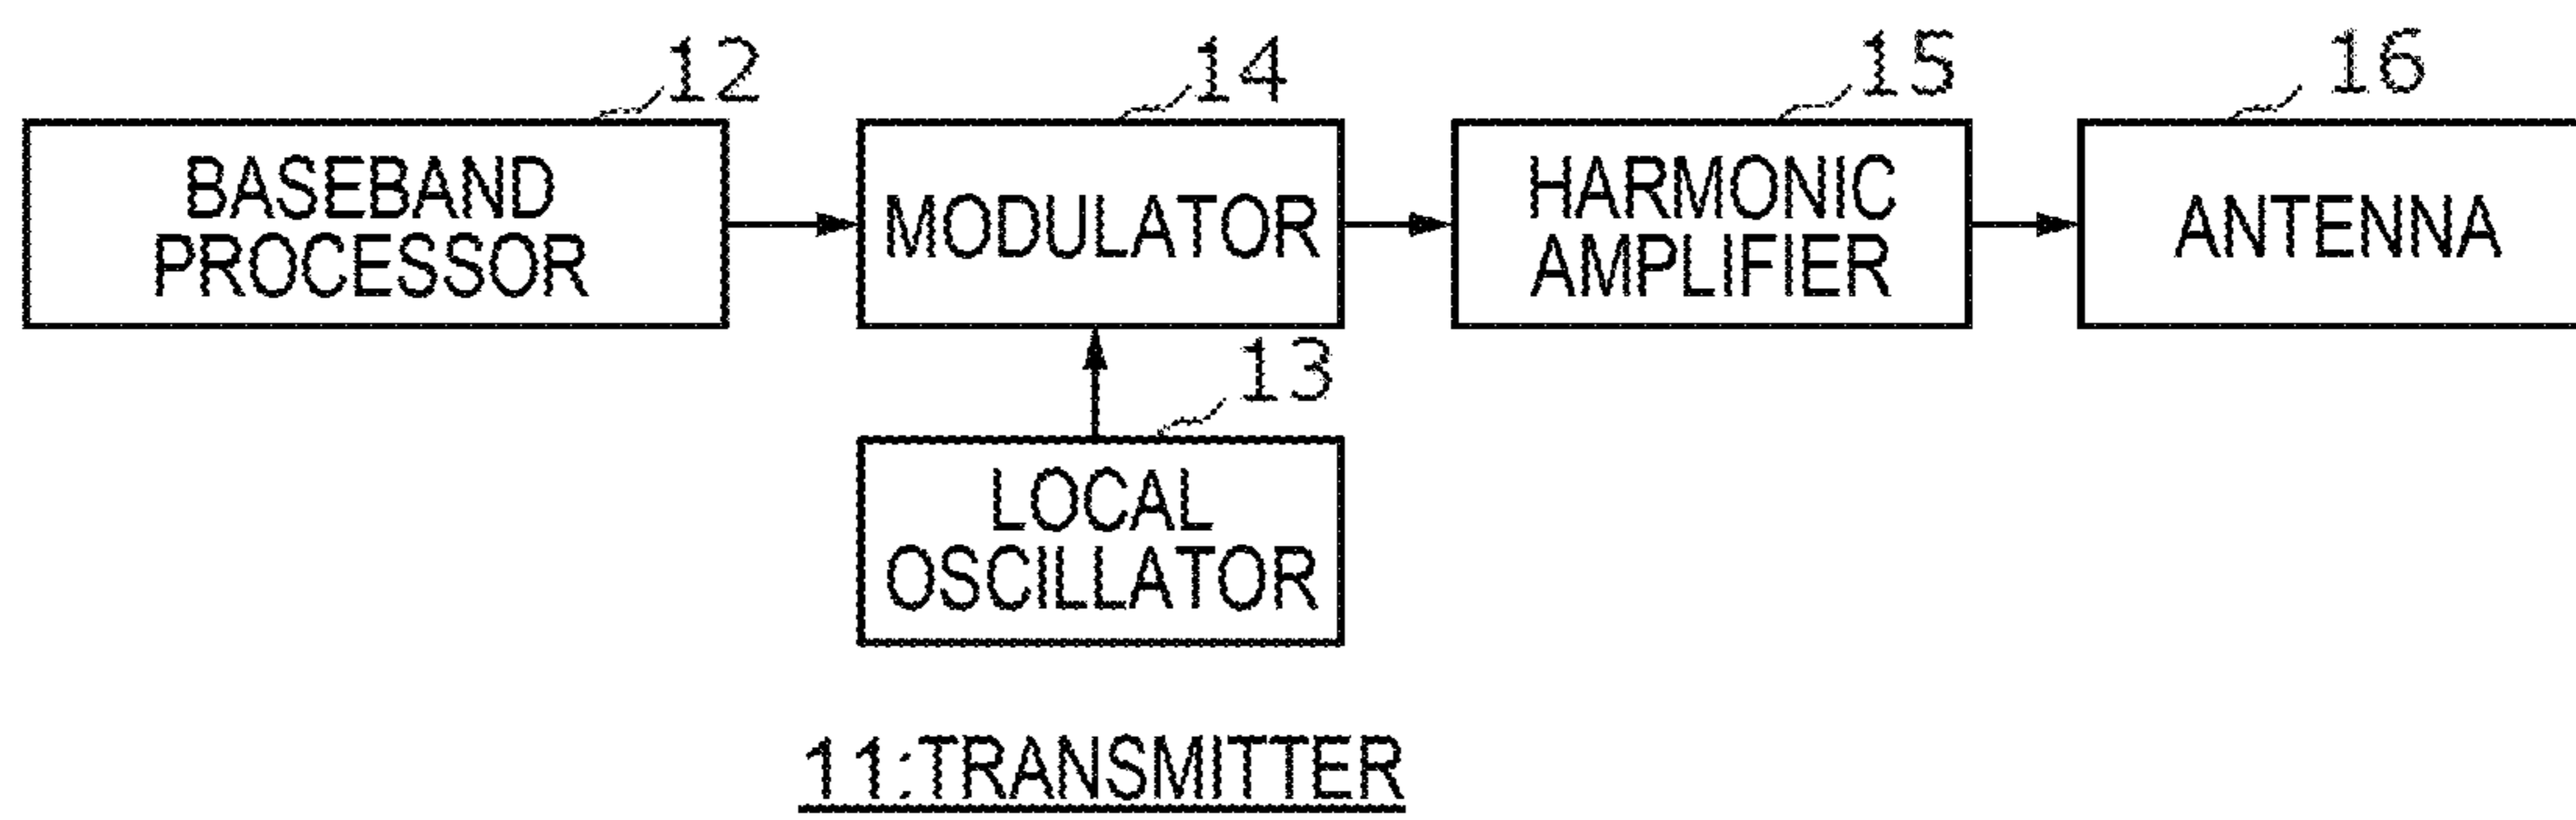 12
14
15
16
BASEBAND
PROCESSOR
MODULATOR
HARMONIC
AMPLIFIER
ANTENNA
13
LOCAL
OSCILLATOR
11:TRANSMITTER